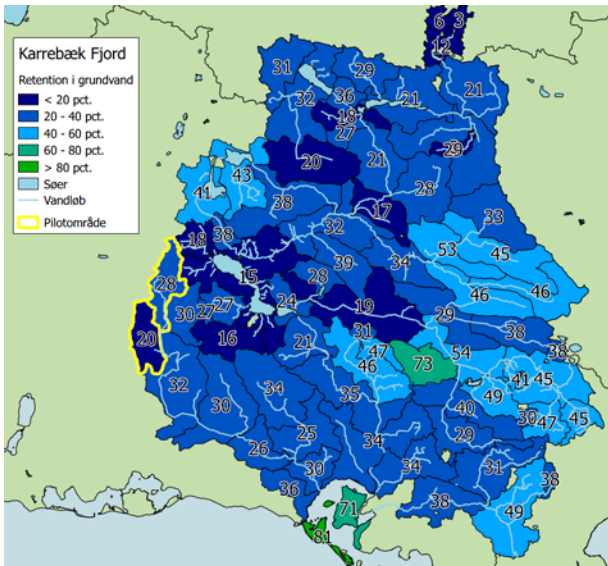 Karrebæk Fjord
Retention i grundvand
< 20 pct.
20 - 40 pct.
40 - 60 pct.
60 - 80 pct.
> 80 pct.
Søer
Vandløb
Pilotområde
6 3
12
31 29
32 36 21 21
18
27 29
20 21
43
41 28
38 17
33
18 38 32
53 45
39 34
28 15 28 46 46
20 30 27 27 24 19 29
16 31 38
21 47 73 54 38
46
32 34 35 49 41 45
30 40 30 47 45
25 34 29
26 34 31
30 38 38
36 71 49
81